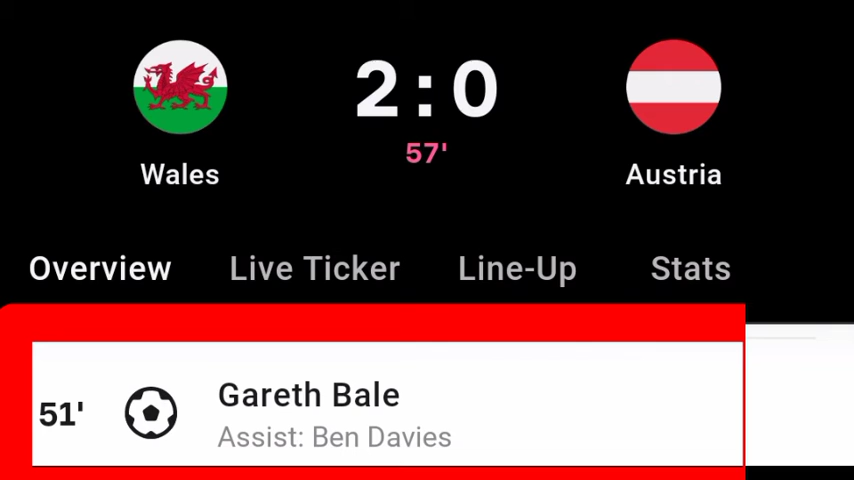 2:0
57'
Wales Austria
Overview Live Ticker Line-Up Stats
51' Gareth Bale
Assist: Ben Davies